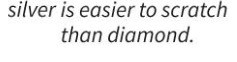 silver is easier to scratch
than diamond.